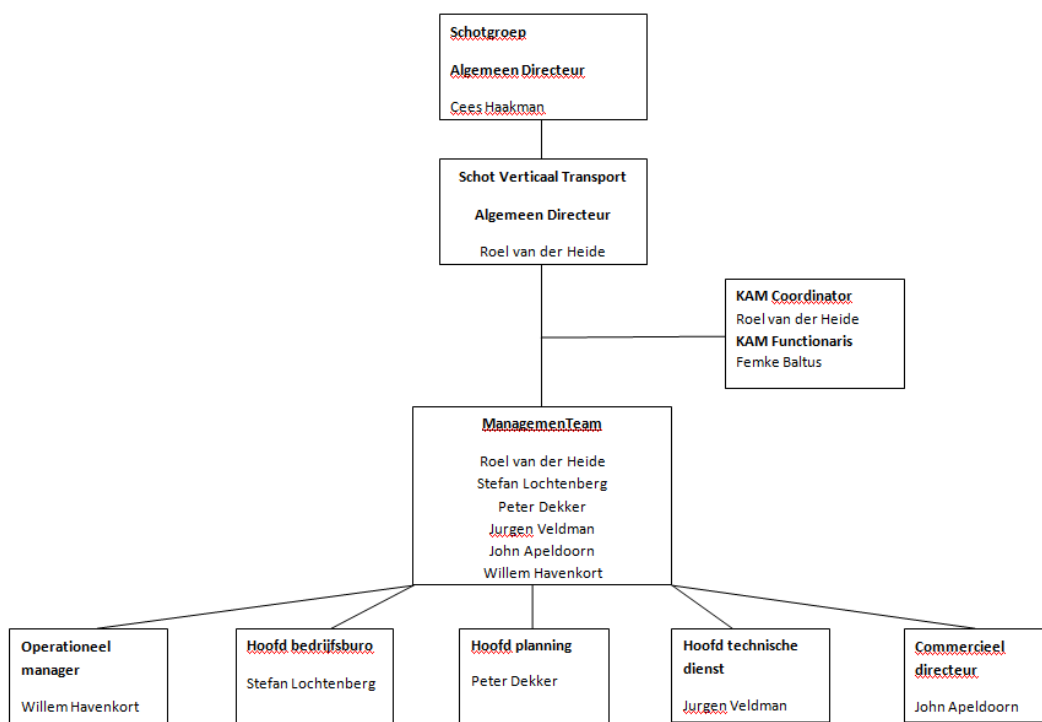 Schotgroep
Algemeen Directeur
Cees Haakman
Schot Verticaal Transport
Algemeen Directeur
Roel van der Heide
KAM Coordinator
Roel van der Heide
KAM Functionaris
Femke Baltus
ManagemenTeam
Roel van der Heide
Stefan Lochtenberg
Peter Dekker
Jurgen Veldman
John Apeldoorn
Willem Havenkort
Operationeel
manager
Willem Havenkort
Hoofd bedrijfsburo
Stefan Lochtenberg
Hoofd planning
Peter Dekker
Hoofd technische
dienst
Jurgen Veldman
Commercieel
directeur
John Apeldoorn